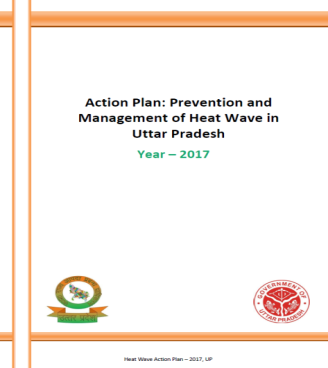 Action Plan: Prevention and
Management of Heat Wave in
Uttar Pradesh
Year – 2017
GOVERNMENT OF
UTTAR PRADESH
Heat Wave Action Plan – 2017, UP